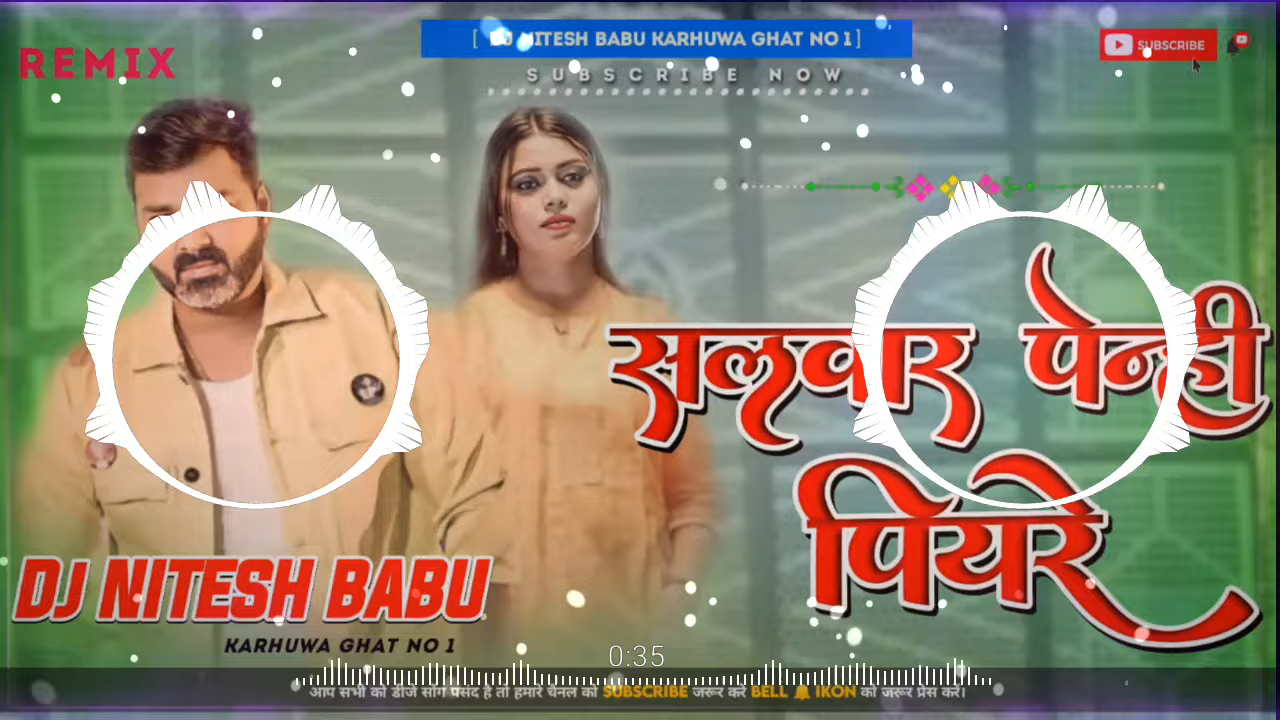 REMIX
[ DJ NITESH BABU KARHUWA GHAT NO 1 ]
SUBSCRIBE
SUBSCRIBE NOW
सलवार पेन्ही
पियरे
DJ NITESH BABU
KARHUWA GHAT NO 1
0:35
आप सभी को डीजे सोंग पसंद है तो हमारे चैनल को SUBSCRIBE जरूर करे BELL 🔔 IKON को जरूर प्रेस करें।